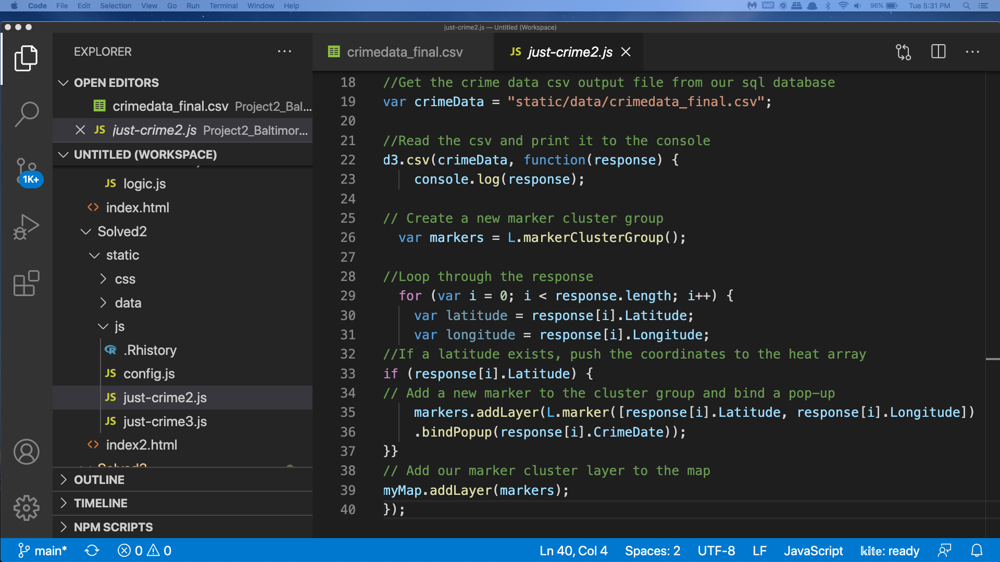 Code File Edit Selection View Go Run Terminal Window Help 96% Tue 5:31 PM
just-crime2.js — Untitled (Workspace)
EXPLORER ···
OPEN EDITORS
crimedata_final.csv Project2_Bal...
JS just-crime2.js Project2_Baltimor...
UNTITLED (WORKSPACE)
JS logic.js
<> index.html
Solved2
static
css
data
js
.Rhistory
JS config.js
JS just-crime2.js
JS just-crime3.js
<> index2.html
OUTLINE
TIMELINE
NPM SCRIPTS
1K+
crimedata_final.csv JS just-crime2.js
18 //Get the crime data csv output file from our sql database
19 var crimeData = "static/data/crimedata_final.csv";
20
21 //Read the csv and print it to the console
22 d3.csv(crimeData, function(response) {
23 console.log(response);
24
25 // Create a new marker cluster group
26 var markers = L.markerClusterGroup();
27
28 //Loop through the response
29 for (var i = 0; i < response.length; i++) {
30 var latitude = response[i].Latitude;
31 var longitude = response[i].Longitude;
32 //If a latitude exists, push the coordinates to the heat array
33 if (response[i].Latitude) {
34 // Add a new marker to the cluster group and bind a pop-up
35 markers.addLayer(L.marker([response[i].Latitude, response[i].Longitude])
36 .bindPopup(response[i].CrimeDate));
37 }}
38 // Add our marker cluster layer to the map
39 myMap.addLayer(markers);
40 });
main* 0 0 Ln 40, Col 4 Spaces: 2 UTF-8 LF JavaScript kite: ready